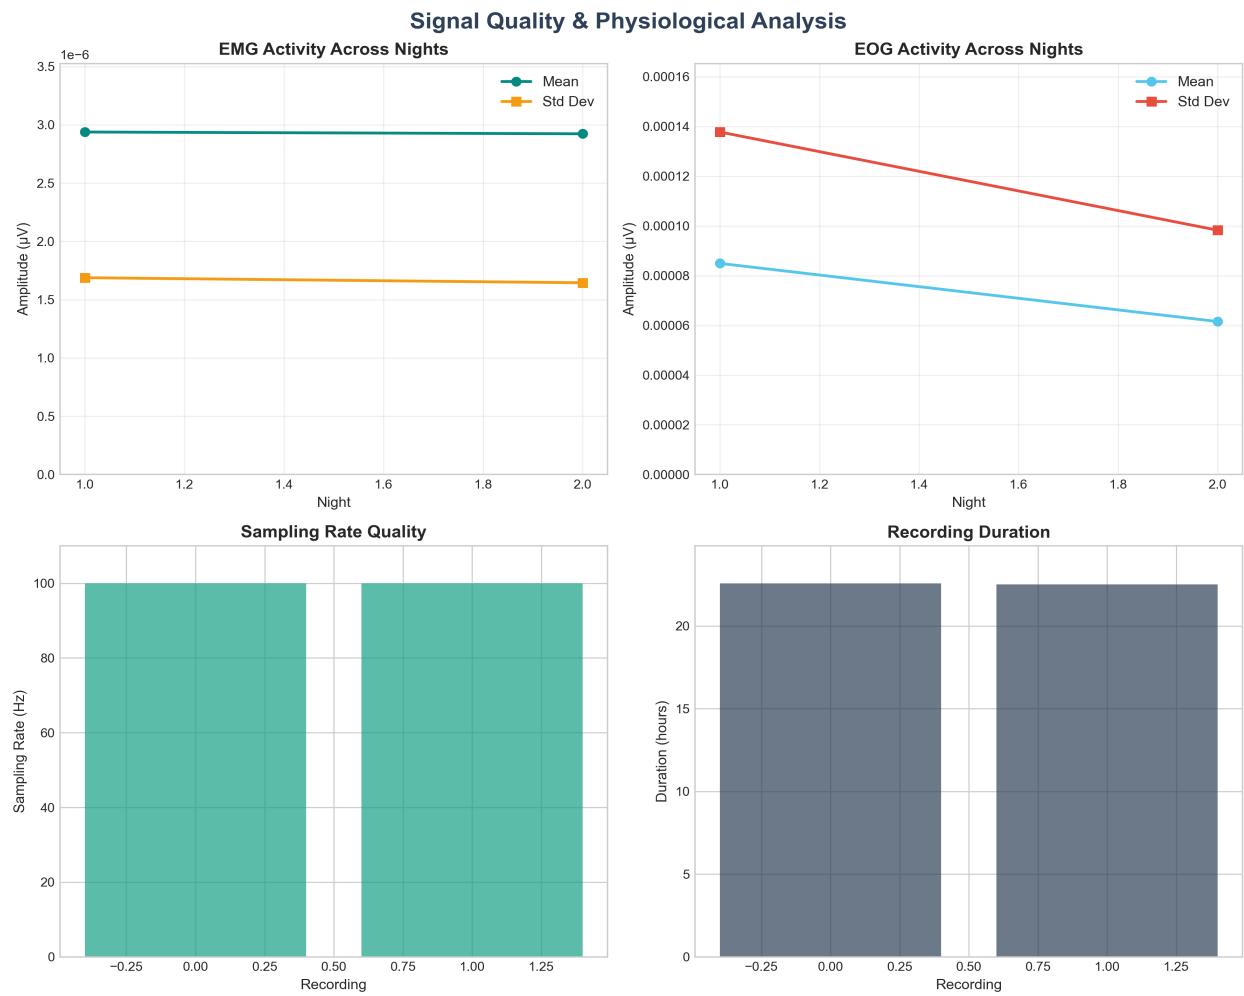 Signal Quality & Physiological Analysis
EMG Activity Across Nights
1e−6
3.5
3.0
2.5
2.0
1.5
1.0
0.5
0.0
Amplitude (μV)
Mean
Std Dev
1.0 1.2 1.4 1.6 1.8 2.0
Night
EOG Activity Across Nights
0.00016
0.00014
0.00012
0.00010
0.00008
0.00006
0.00004
0.00002
0.00000
Amplitude (μV)
Mean
Std Dev
1.0 1.2 1.4 1.6 1.8 2.0
Night
Sampling Rate Quality
100
80
60
40
20
0
Sampling Rate (Hz)
−0.25 0.00 0.25 0.50 0.75 1.00 1.25
Recording
Recording Duration
20
15
10
5
0
Duration (hours)
−0.25 0.00 0.25 0.50 0.75 1.00 1.25
Recording